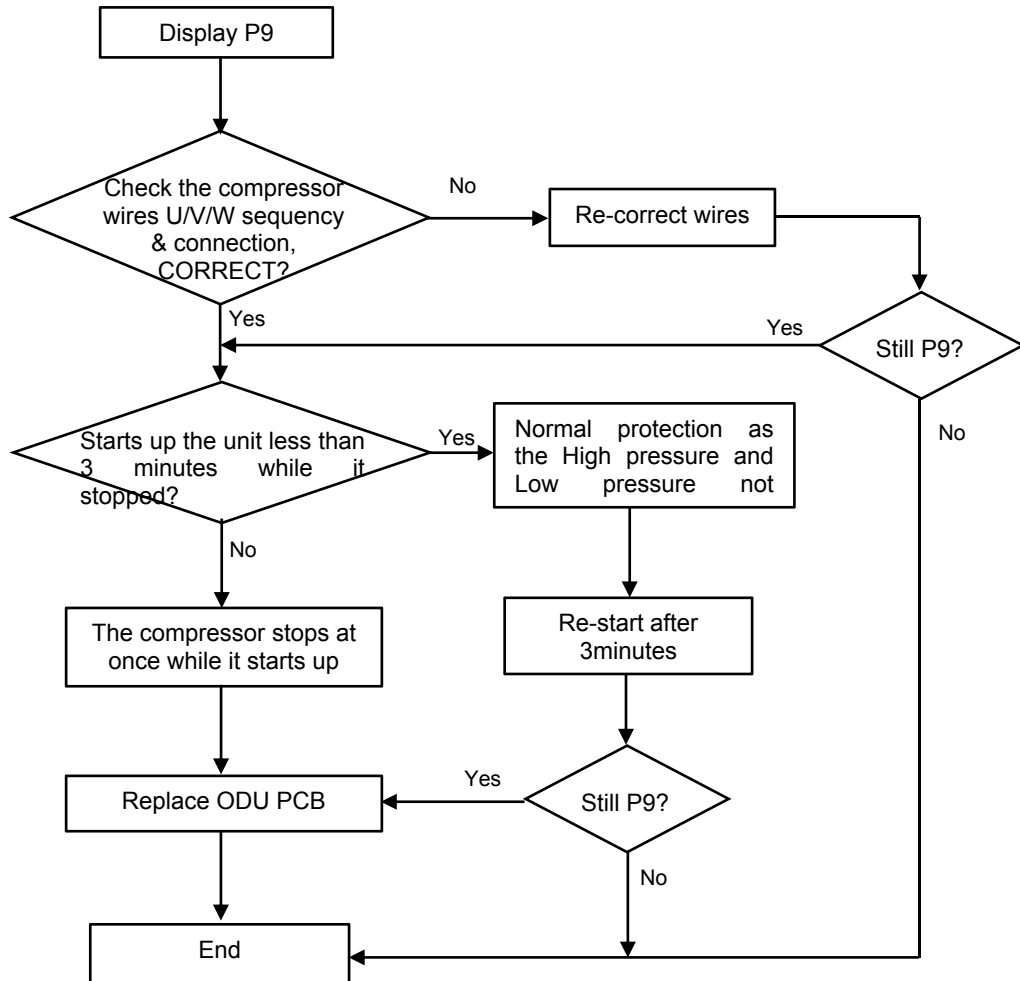 Display P9
Check the compressor
wires U/V/W sequency
& connection,
CORRECT?
No
Re-correct wires
Yes
Yes
Still P9?
No
Starts up the unit less than
3 minutes while it
stopped?
Yes
Normal protection as
the High pressure and
Low pressure not
No
The compressor stops at
once while it starts up
Re-start after
3minutes
Replace ODU PCB
Yes
Still P9?
No
End